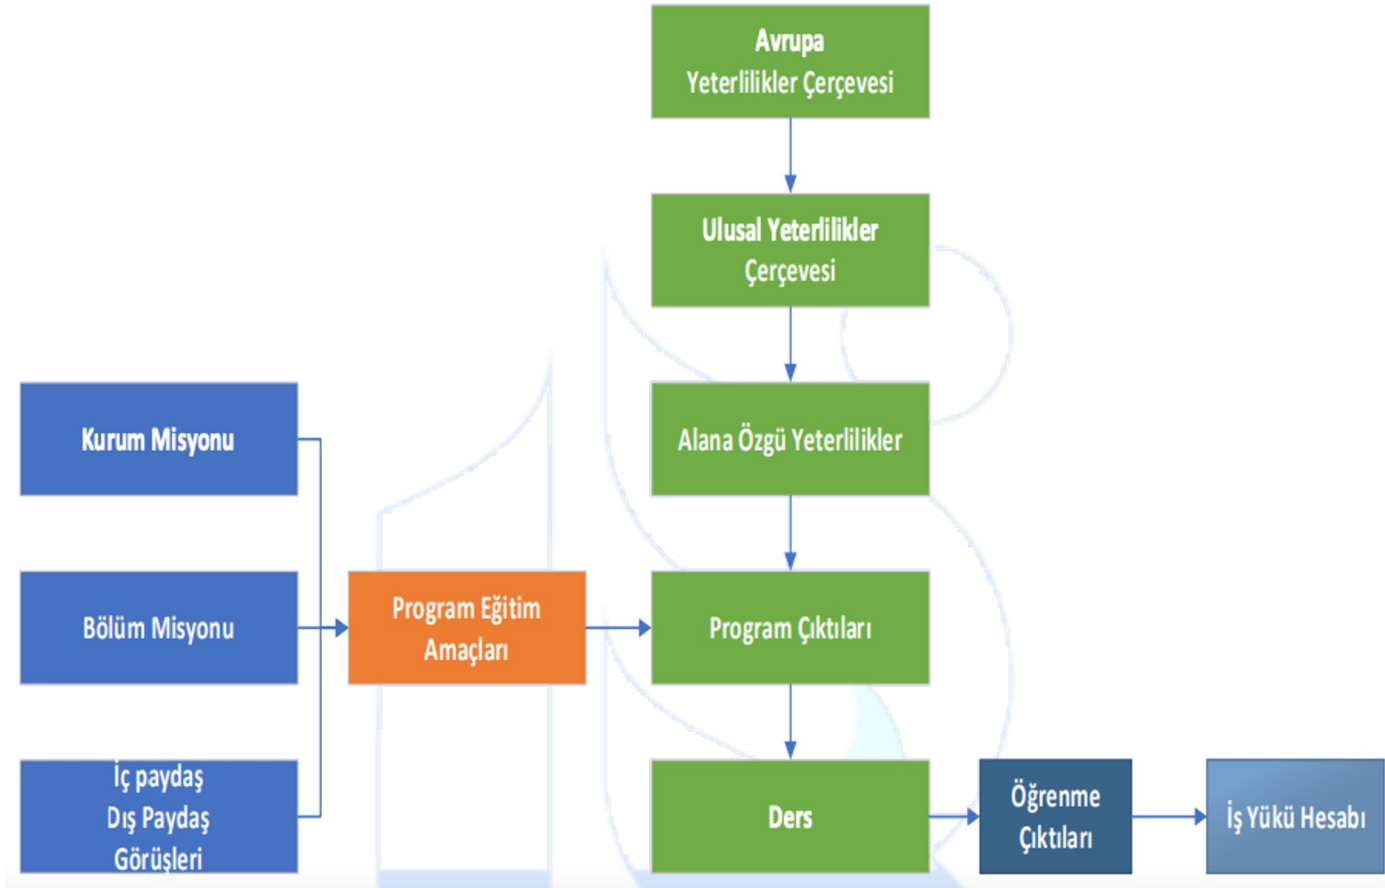 Avrupa
Yeterlilikler Çerçevesi
Ulusal Yeterlilikler
Çerçevesi
Kurum Misyonu
Alana Özgü Yeterlilikler
Bölüm Misyonu
Program Eğitim
Amaçları
Program Çıktıları
İç paydaş
Dış Paydaş
Görüşleri
Ders
Öğrenme
Çıktıları
İş Yükü Hesabı